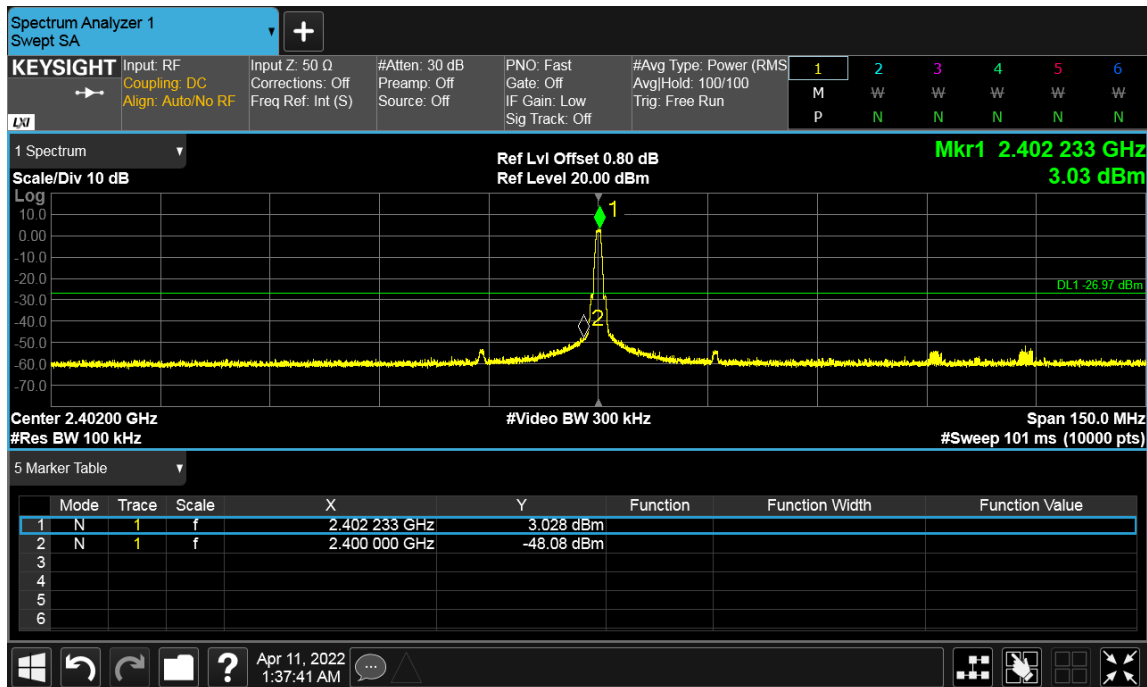 Spectrum Analyzer 1
Swept SA
KEYSIGHT
LXI
Input: RF
Coupling: DC
Align: Auto/No RF
Input Z: 50 Ω
Corrections: Off
Freq Ref: Int (S)
#Atten: 30 dB
Preamp: Off
Source: Off
PNO: Fast
Gate: Off
IF Gain: Low
Sig Track: Off
#Avg Type: Power (RMS
Avg|Hold: 100/100
Trig: Free Run
1 2 3 4 5 6
M W W W W W
P N N N N N
1 Spectrum
Scale/Div 10 dB
Ref Lvl Offset 0.80 dB
Ref Level 20.00 dBm
Mkr1 2.402 233 GHz
3.03 dBm
Log
10.0
0.00
-10.0
-20.0
-30.0
-40.0
-50.0
-60.0
-70.0
1
2
DL1 -26.97 dBm
Center 2.40200 GHz #Video BW 300 kHz Span 150.0 MHz
#Res BW 100 kHz #Sweep 101 ms (10000 pts)
5 Marker Table
Mode Trace Scale X Y Function Function Width Function Value
1 N 1 f 2.402 233 GHz 3.028 dBm
2 N 1 f 2.400 000 GHz -48.08 dBm
3
4
5
6
?
Apr 11, 2022
1:37:41 AM